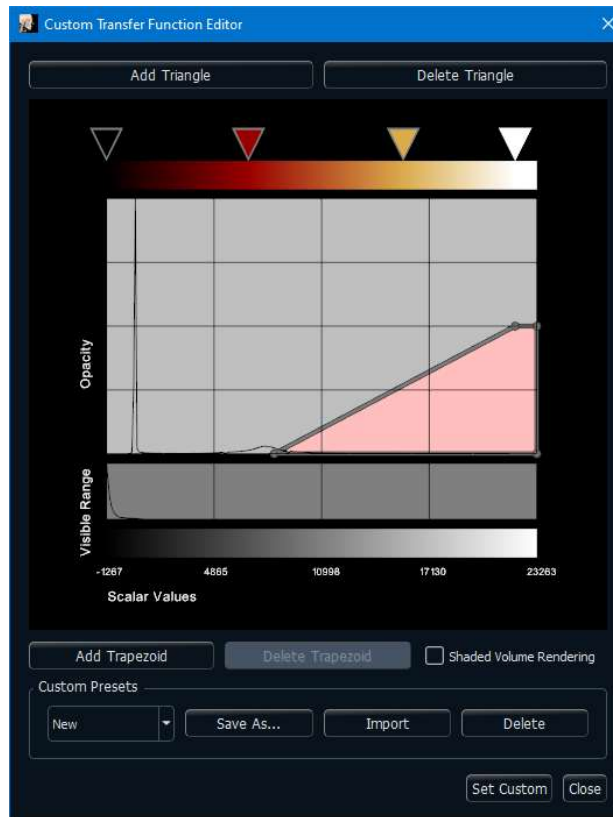 Custom Transfer Function Editor
Add Triangle Delete Triangle
Opacity
Visible Range
-1267 4865 10998 17130 23263
Scalar Values
Add Trapezoid Delete Trapezoid Shaded Volume Rendering
Custom Presets
New Save As... Import Delete
Set Custom Close